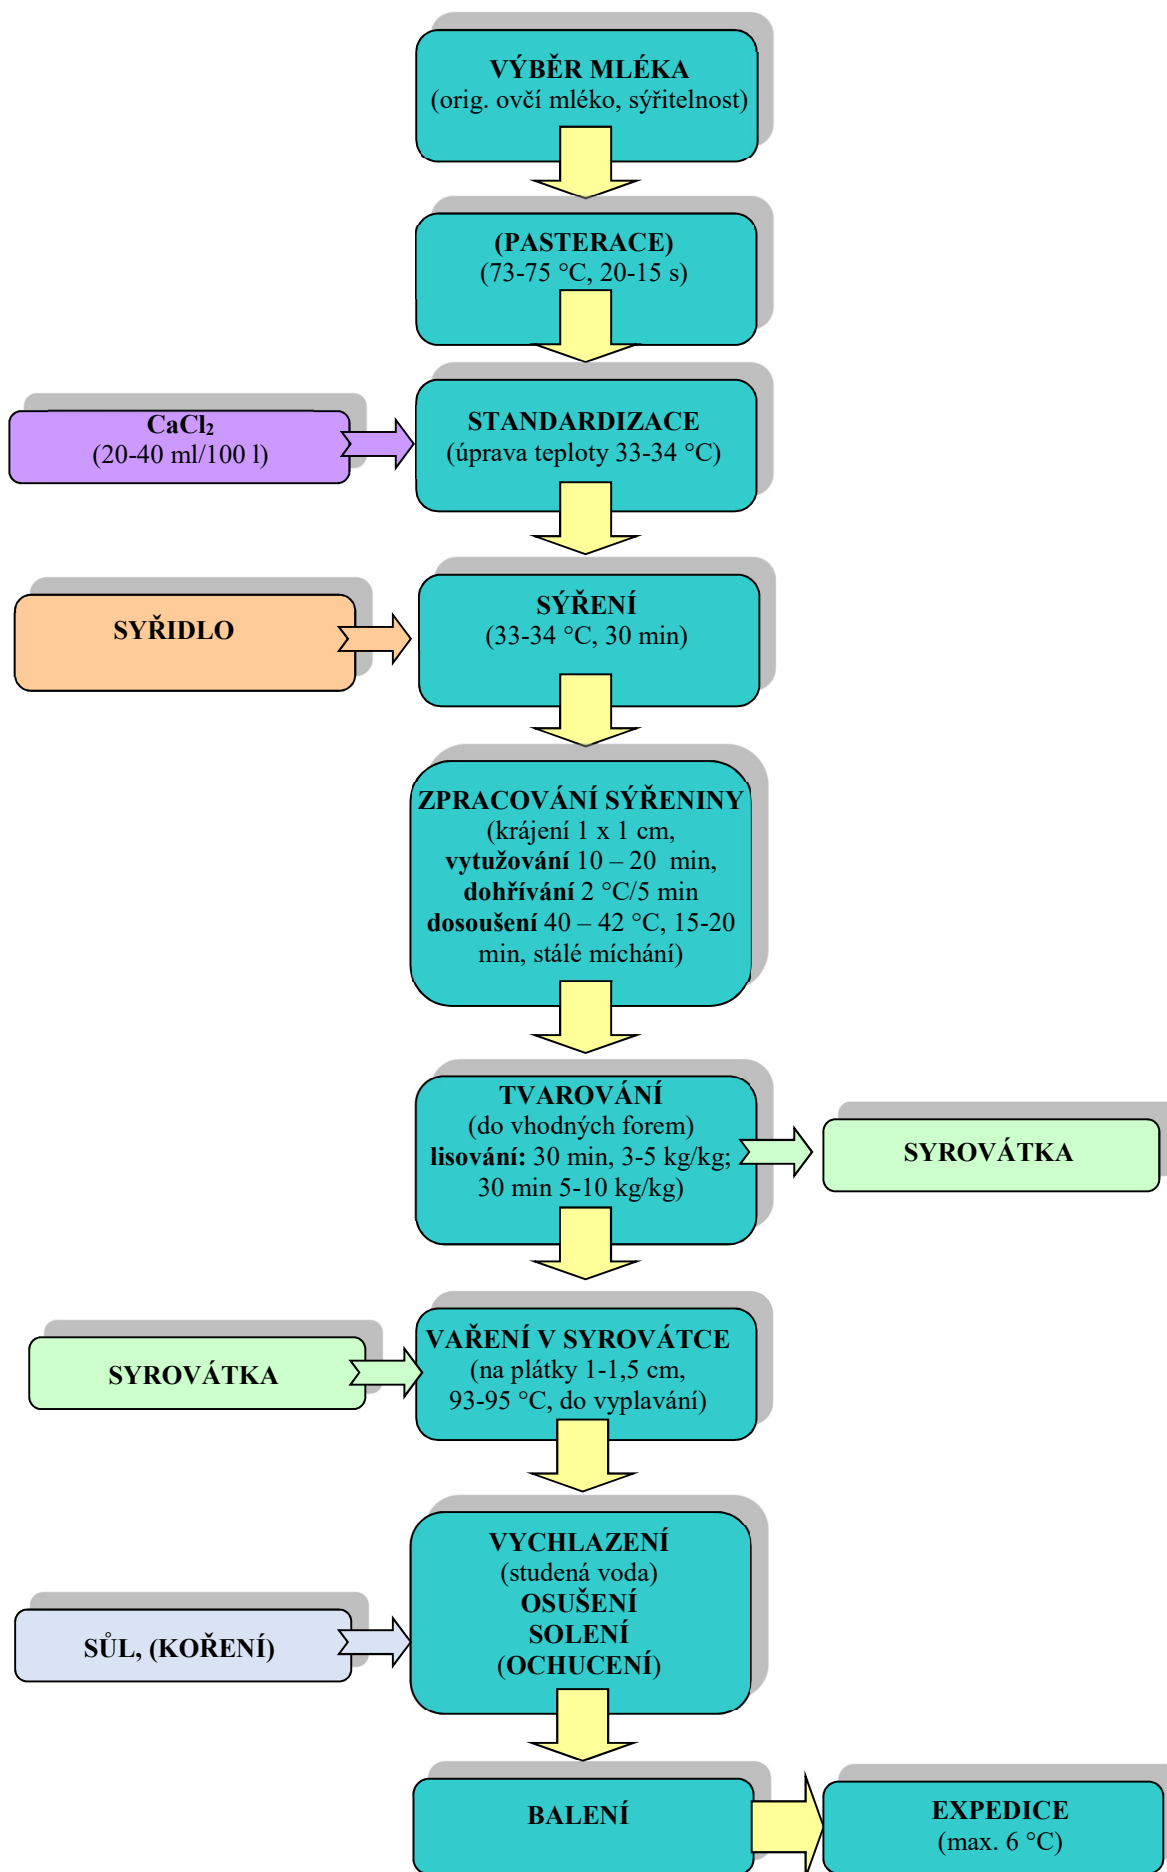 VÝBĚR MLÉKA
(orig. ovčí mléko, sýřitelnost)
(PASTERACE)
(73-75 °C, 20-15 s)
CaCl₂
(20-40 ml/100 l)
STANDARDIZACE
(úprava teploty 33-34 °C)
SYŘIDLO
SÝŘENÍ
(33-34 °C, 30 min)
ZPRACOVÁNÍ SÝŘENINY
(krájení 1 x 1 cm,
vytužování 10 – 20 min,
dohřívání 2 °C/5 min
dosoušení 40 – 42 °C, 15-20
min, stálé míchání)
TVAROVÁNÍ
(do vhodných forem)
lisování: 30 min, 3-5 kg/kg;
30 min 5-10 kg/kg)
SYROVÁTKA
SYROVÁTKA
VAŘENÍ V SYROVÁTCE
(na plátky 1-1,5 cm,
93-95 °C, do vyplavání)
SŮL, (KOŘENÍ)
VYCHLAZENÍ
(studená voda)
OSUŠENÍ
SOLENÍ
(OCHUCENÍ)
BALENÍ
EXPEDICE
(max. 6 °C)